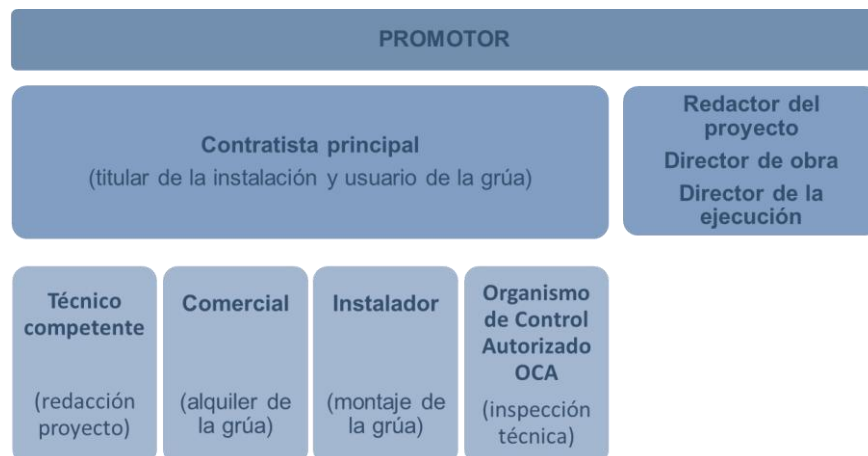 PROMOTOR
Contratista principal
(titular de la instalación y usuario de la grúa)
Redactor del
proyecto
Director de obra
Director de la
ejecución
Técnico
competente
(redacción
proyecto)
Comercial
(alquiler de
la grúa)
Instalador
(montaje de
la grúa)
Organismo
de Control
Autorizado
OCA
(inspección
técnica)